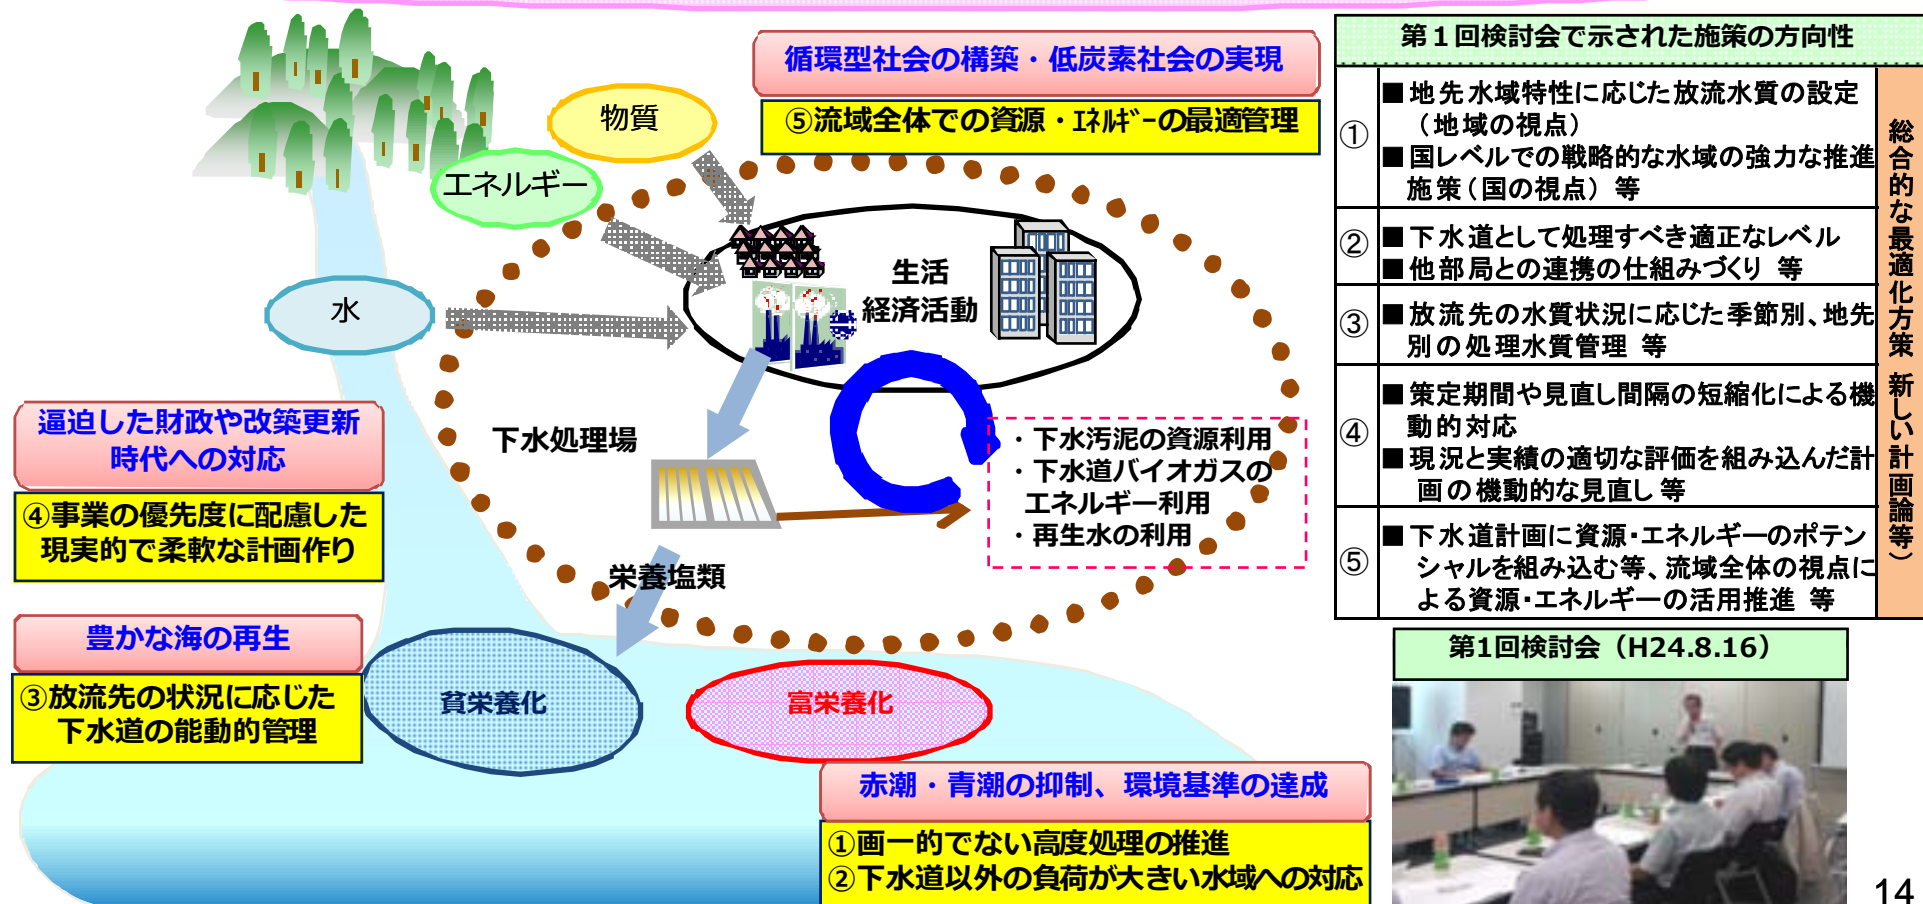 循環型社会の構築・低炭素社会の実現
⑤流域全体での資源・ｴﾈﾙｷﾞｰの最適管理
物質
エネルギー
水
生活
経済活動
下水処理場
・下水汚泥の資源利用
・下水道バイオガスの
エネルギー利用
・再生水の利用
栄養塩類
逼迫した財政や改築更新
時代への対応
④事業の優先度に配慮した
現実的で柔軟な計画作り
豊かな海の再生
③放流先の状況に応じた
下水道の能動的管理
貧栄養化
富栄養化
赤潮・青潮の抑制、環境基準の達成
①画一的でない高度処理の推進
②下水道以外の負荷が大きい水域への対応
第１回検討会で示された施策の方向性
①
■地先水域特性に応じた放流水質の設定
（地域の視点）
■国レベルでの戦略的な水域の強力な推進
施策（国の視点） 等
②
■下水道として処理すべき適正なレベル
■他部局との連携の仕組みづくり 等
③
■放流先の水質状況に応じた季節別、地先
別の処理水質管理 等
④
■策定期間や見直し間隔の短縮化による機
動的対応
■現況と実績の適切な評価を組み込んだ計
画の機動的な見直し 等
⑤
■下水道計画に資源・エネルギーのポテン
シャルを組み込む等、流域全体の視点に
よる資源・エネルギーの活用推進 等
総合的な最適化方策 新しい計画論等）
第1回検討会（H24.8.16）
14